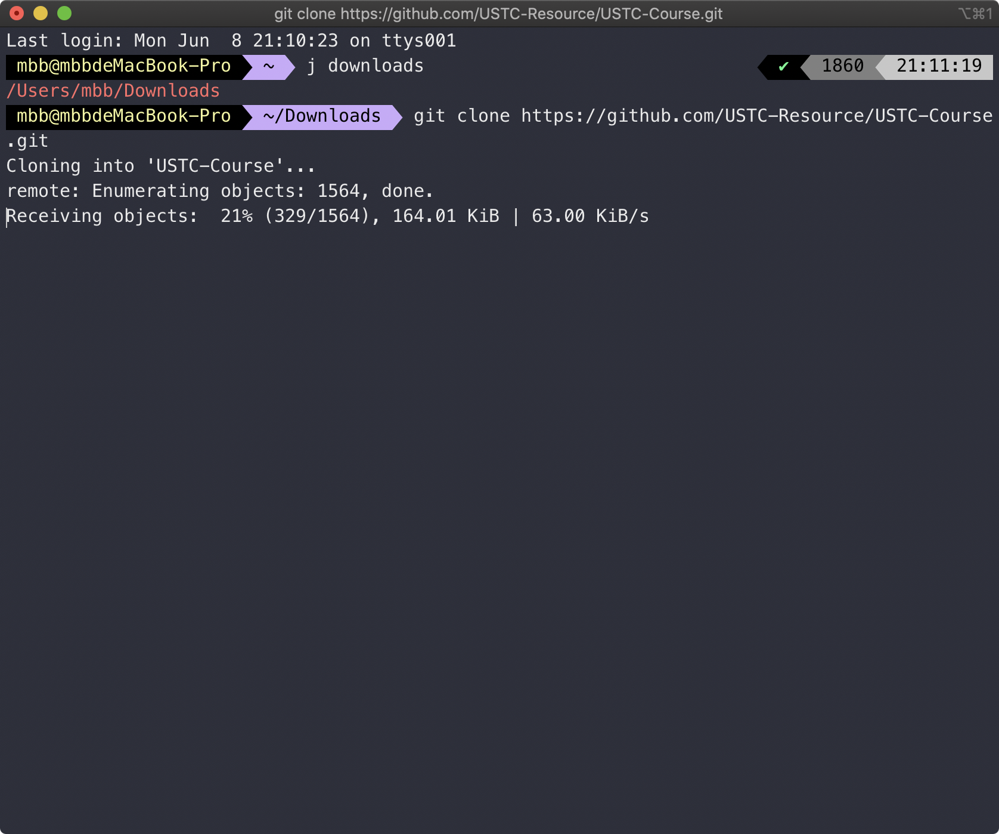 git clone https://github.com/USTC-Resource/USTC-Course.git ⌥⌘1
Last login: Mon Jun  8 21:10:23 on ttys001
mbb@mbbdeMacBook-Pro ~ j downloads ✔ 1860 21:11:19
/Users/mbb/Downloads
mbb@mbbdeMacBook-Pro ~/Downloads git clone https://github.com/USTC-Resource/USTC-Course
.git
Cloning into 'USTC-Course'...
remote: Enumerating objects: 1564, done.
Receiving objects:  21% (329/1564), 164.01 KiB | 63.00 KiB/s